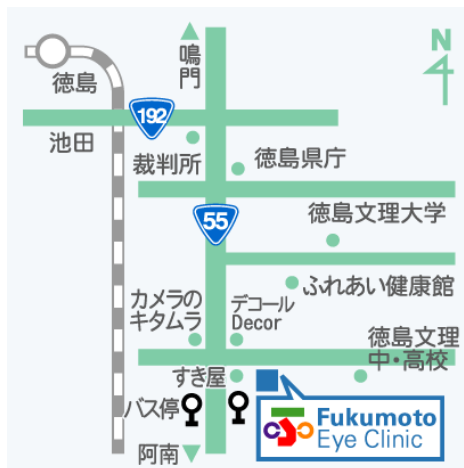 鳴門
N
徳島
192
池田
裁判所
徳島県庁
55
徳島文理大学
ふれあい健康館
カメラの
キタムラ
デコール
Decor
徳島文理
中・高校
すき屋
バス停
Fukumoto
Eye Clinic
阿南